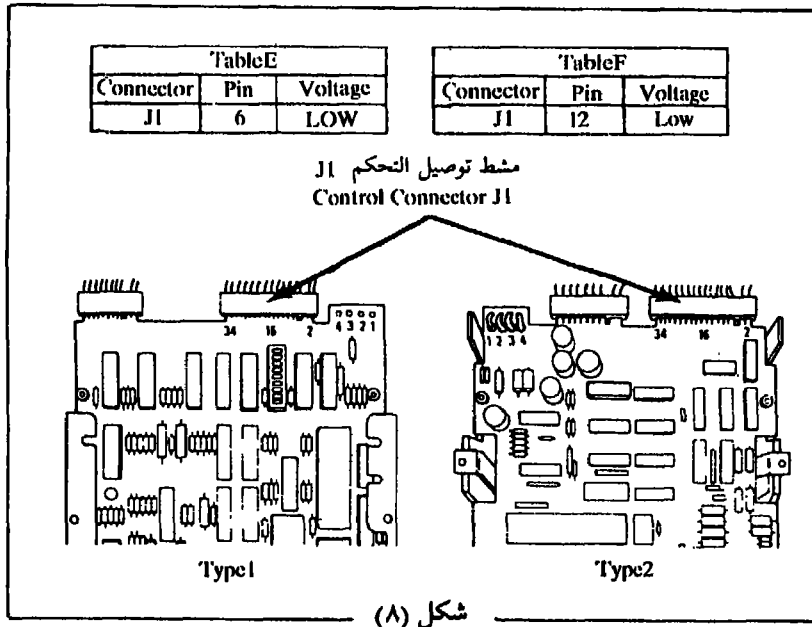 TableE
Connector Pin Voltage
J1 6 LOW
TableF
Connector Pin Voltage
J1 12 Low
مشط توصيل التحكم J1
Control Connector J1
34 16 2
4 3 2 1
1 2 3 4
34 16 2
Type1
Type2
شكل (٨)